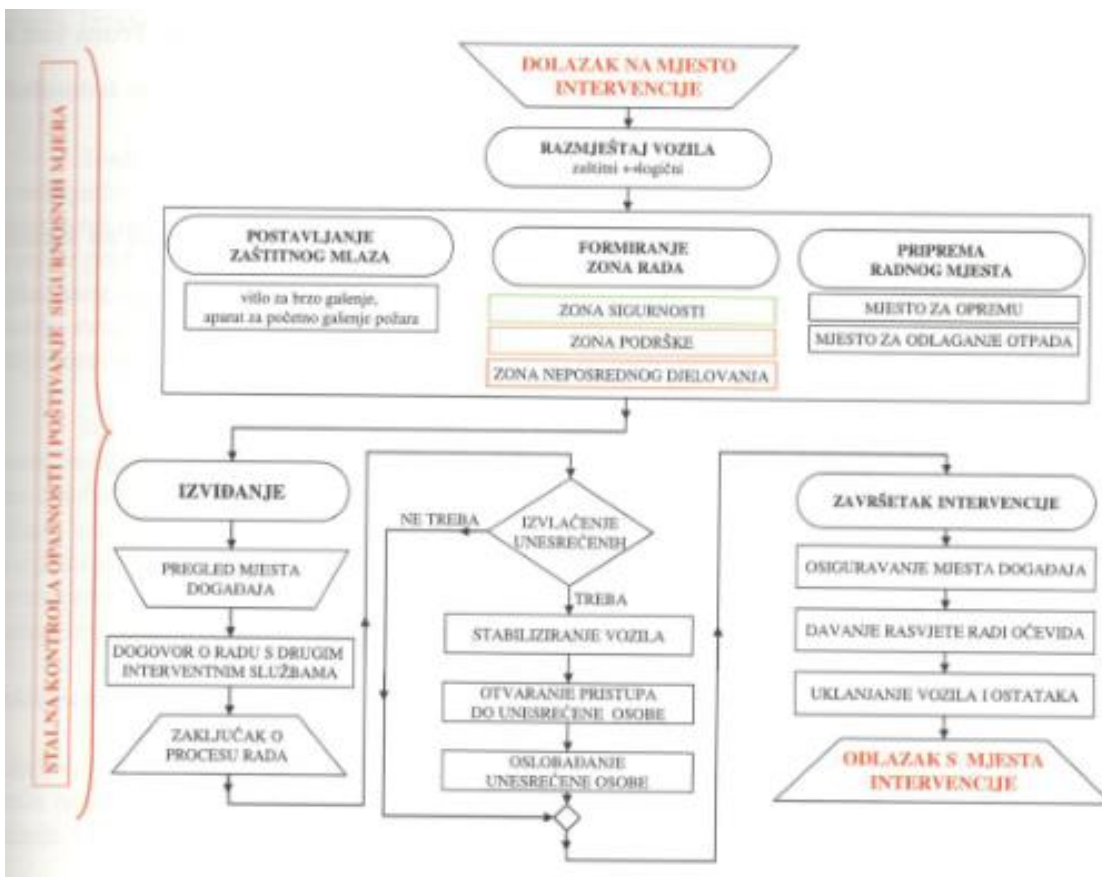 STALNA KONTROLA OPASNOSTI I POŠTIVANJE SIGURNOSNIH MJERA
DOLAZAK NA MJESTO
INTERVENCIJE
RAZMJEŠTAJ VOZILA
zaštitni ↔logični
POSTAVLJANJE
ZAŠTITNOG MLAZA
vitlo za brzo gašenje,
aparat za početno gašenje požara
FORMIRANJE
ZONA RADA
ZONA SIGURNOSTI
ZONA PODRŠKE
ZONA NEPOSREDNOG DJELOVANJA
PRIPREMA
RADNOG MJESTA
MJESTO ZA OPREMU
MJESTO ZA ODLAGANJE OTPADA
IZVIĐANJE
PREGLED MJESTA
DOGAĐAJA
DOGOVOR O RADU S DRUGIM
INTERVENTNIM SLUŽBAMA
ZAKLJUČAK O
PROCESU RADA
NE TREBA
IZVLAČENJE
UNESREĆENIH
TREBA
STABILIZIRANJE VOZILA
OTVARANJE PRISTUPA
DO UNESREĆENE OSOBE
OSLOBAĐANJE
UNESREĆENE OSOBE
ZAVRŠETAK INTERVENCIJE
OSIGURAVANJE MJESTA DOGAĐAJA
DAVANJE RASVJETE RADI OČEVIDA
UKLANJANJE VOZILA I OSTATAKA
ODLAZAK S MJESTA
INTERVENCIJE